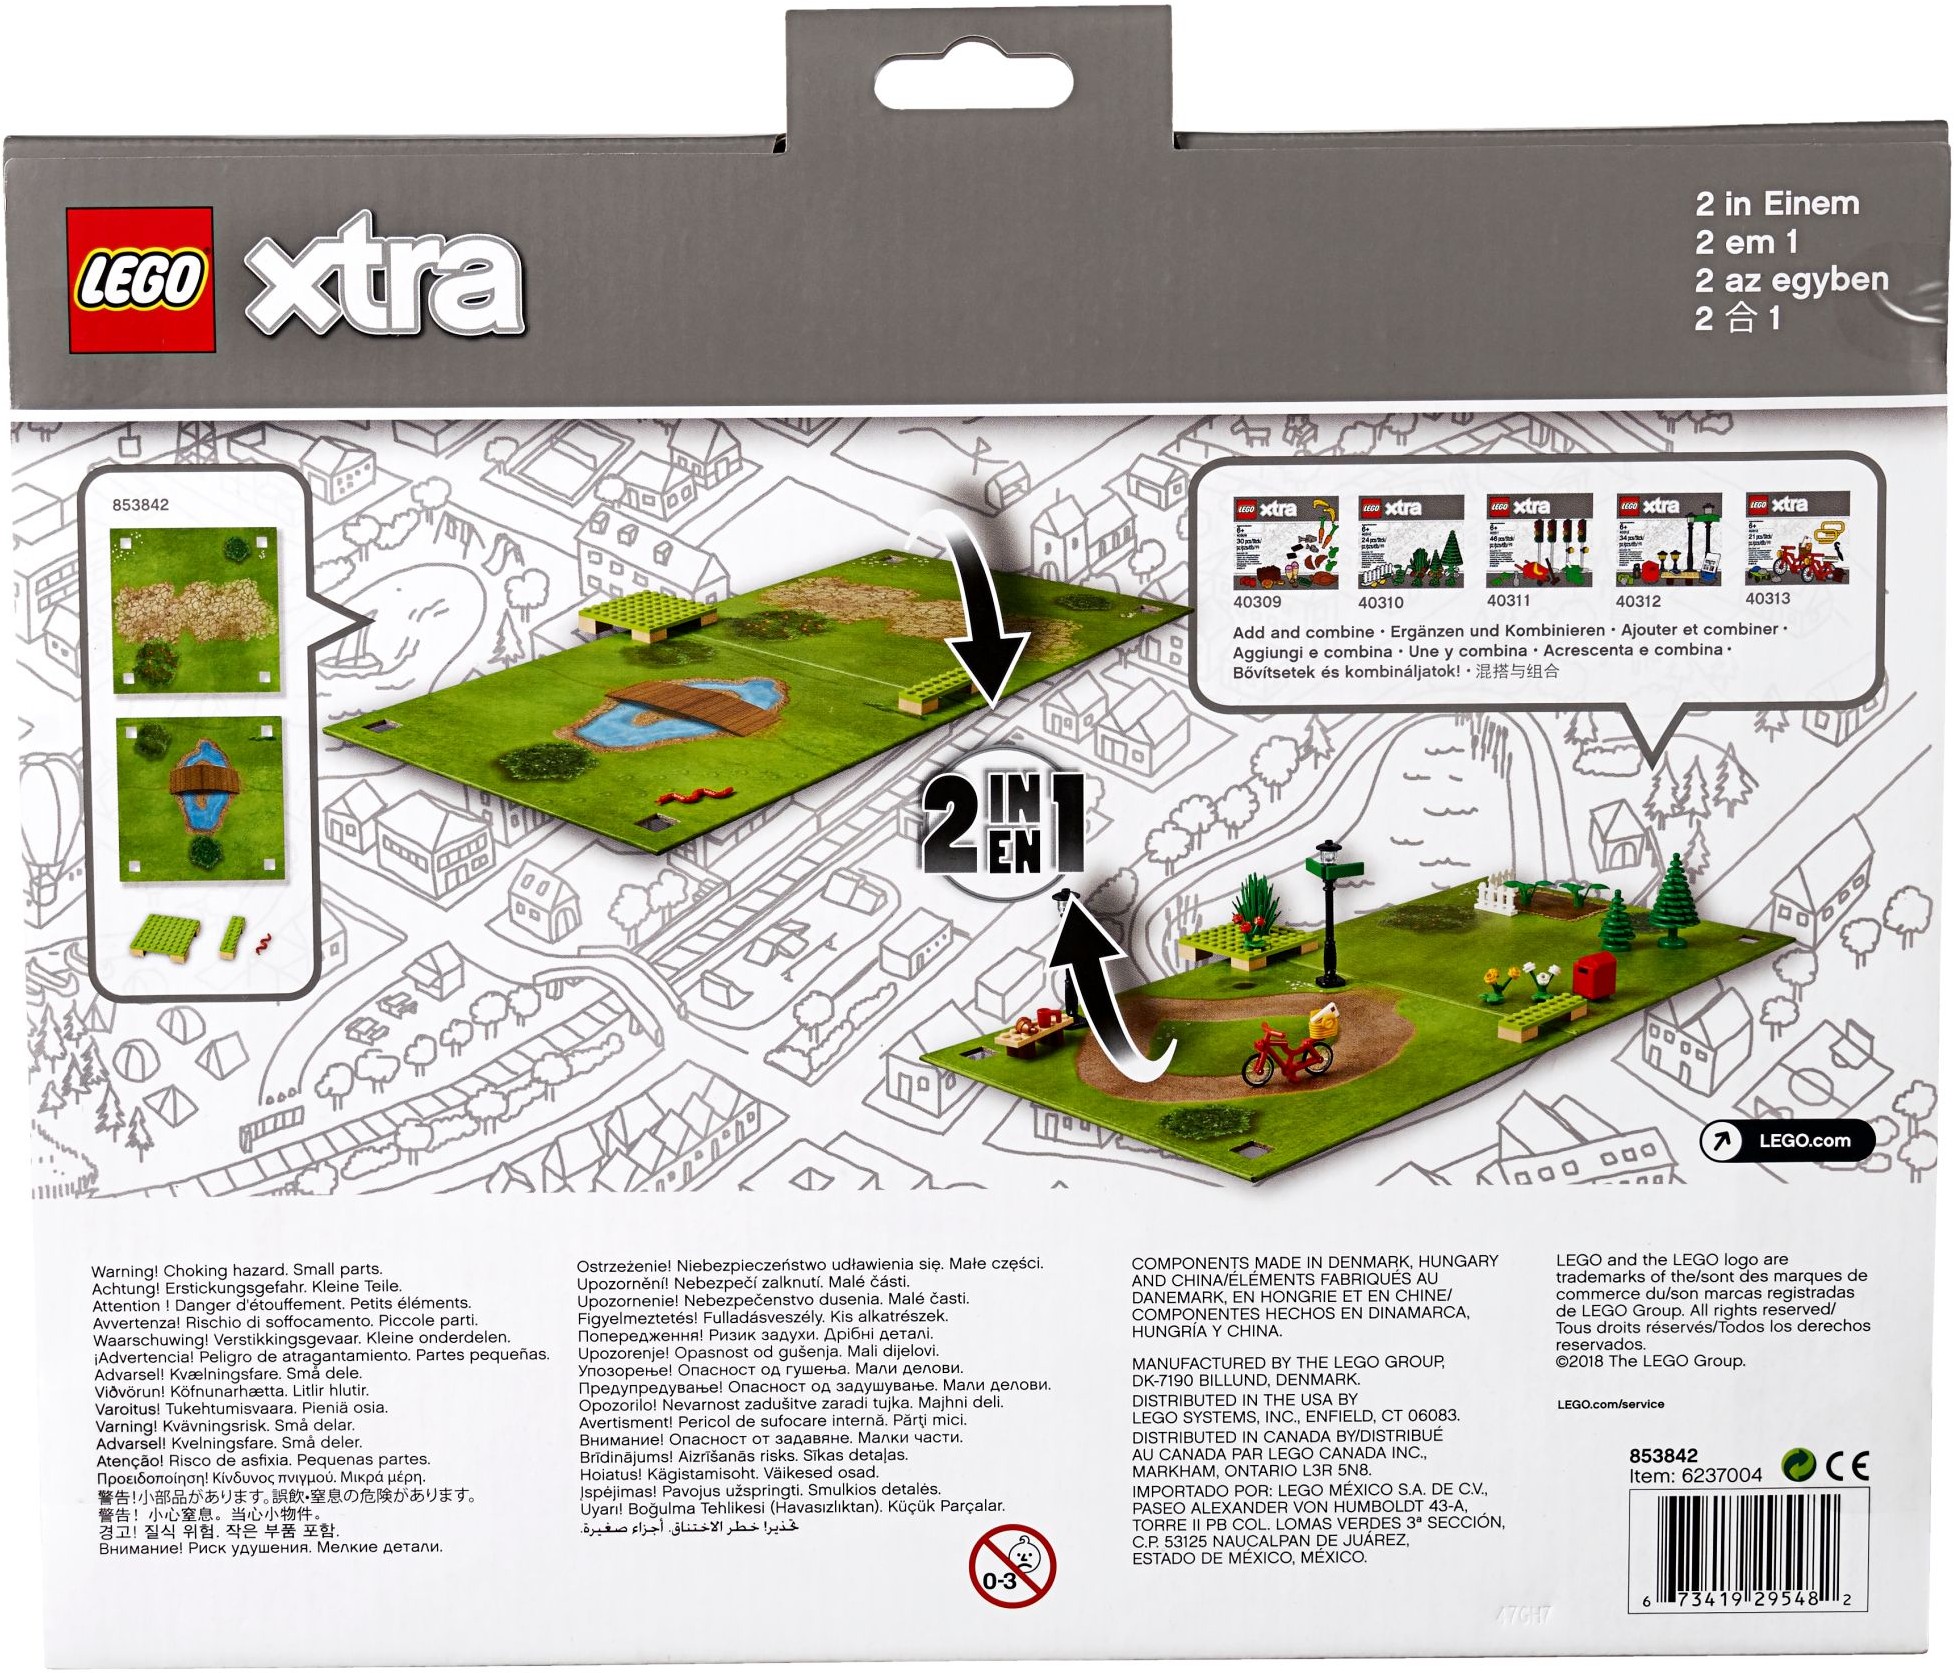 LEGO xtra
2 in Einem
2 em 1
2 az egyben
2 合 1
853842
LEGO xtra
LEGO xtra
LEGO xtra
LEGO xtra
LEGO xtra
40309
40310
40311
40312
40313
Add and combine • Ergänzen und Kombinieren • Ajouter et combiner •
Aggiungi e combina • Une y combina • Acrescenta e combina •
Bővítsetek és kombináljatok! • 混搭与组合
2 IN EN 1
LEGO.com
Warning! Choking hazard. Small parts.
Achtung! Erstickungsgefahr. Kleine Teile.
Attention ! Danger d'étouffement. Petits éléments.
Avvertenza! Rischio di soffocamento. Piccole parti.
Waarschuwing! Verstikkingsgevaar. Kleine onderdelen.
¡Advertencia! Peligro de atragantamiento. Partes pequeñas.
Advarsel! Kvælningsfare. Små dele.
Viðvörun! Köfnunarhætta. Litlir hlutir.
Varoitus! Tukehtumisvaara. Pieniä osia.
Varning! Kvävningsrisk. Små delar.
Advarsel! Kvelningsfare. Små deler.
Atenção! Risco de asfixia. Pequenas partes.
Προειδοποίηση! Κίνδυνος πνιγμού. Μικρά μέρη.
警告!小部品があります。誤飲・窒息の危険があります。
警告！小心窒息。当心小物件。
경고! 질식 위험. 작은 부품 포함.
Внимание! Риск удушения. Мелкие детали.
Ostrzeżenie! Niebezpieczeństwo udławienia się. Małe części.
Upozornění! Nebezpečí zalknutí. Malé části.
Upozornenie! Nebezpečenstvo dusenia. Malé časti.
Figyelmeztetés! Fulladásveszély. Kis alkatrészek.
Попередження! Ризик задухи. Дрібні деталі.
Upozorenje! Opasnost od gušenja. Mali dijelovi.
Упозорење! Опасност од гушења. Мали делови.
Предупредување! Опасност од задушување. Мали делови.
Opozorilo! Nevarnost zadušitve zaradi tujka. Majhni deli.
Avertisment! Pericol de sufocare internă. Părți mici.
Внимание! Опасност от задавяне. Малки части.
Brīdinājums! Aizrīšanās risks. Sīkas detaļas.
Hoiatus! Kägistamisoht. Väikesed osad.
Įspėjimas! Pavojus užspringti. Smulkios detalės.
Uyarı! Boğulma Tehlikesi (Havasızlıktan). Küçük Parçalar.
تحذير! خطر الاختناق. أجزاء صغيرة.
0-3
COMPONENTS MADE IN DENMARK, HUNGARY
AND CHINA/ÉLÉMENTS FABRIQUÉS AU
DANEMARK, EN HONGRIE ET EN CHINE/
COMPONENTES HECHOS EN DINAMARCA,
HUNGRÍA Y CHINA.
MANUFACTURED BY THE LEGO GROUP,
DK-7190 BILLUND, DENMARK.
DISTRIBUTED IN THE USA BY
LEGO SYSTEMS, INC., ENFIELD, CT 06083.
DISTRIBUTED IN CANADA BY/DISTRIBUÉ
AU CANADA PAR LEGO CANADA INC.,
MARKHAM, ONTARIO L3R 5N8.
IMPORTADO POR: LEGO MÉXICO S.A. DE C.V.,
PASEO ALEXANDER VON HUMBOLDT 43-A,
TORRE II PB COL. LOMAS VERDES 3ª SECCIÓN,
C.P. 53125 NAUCALPAN DE JUÁREZ,
ESTADO DE MÉXICO, MÉXICO.
LEGO and the LEGO logo are
trademarks of the/sont des marques de
commerce du/son marcas registradas
de LEGO Group. All rights reserved/
Tous droits réservés/Todos los derechos
reservados.
©2018 The LEGO Group.
LEGO.com/service
853842
Item: 6237004
CE
6 73419 29548 2
47GH7